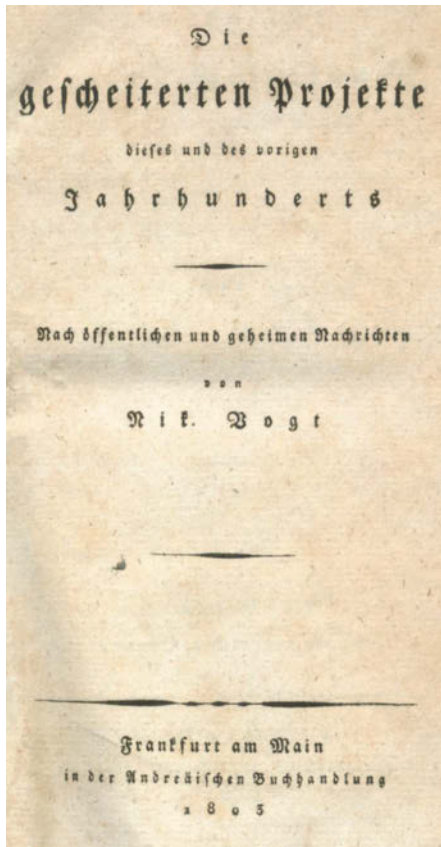 Die
geſcheiterten Projekte
dieſes und des vorigen
Jahrhunderts
Nach öffentlichen und geheimen Nachrichten
von
Nik. Vogt
Frankfurt am Main
in der Andreäiſchen Buchhandlung
1803